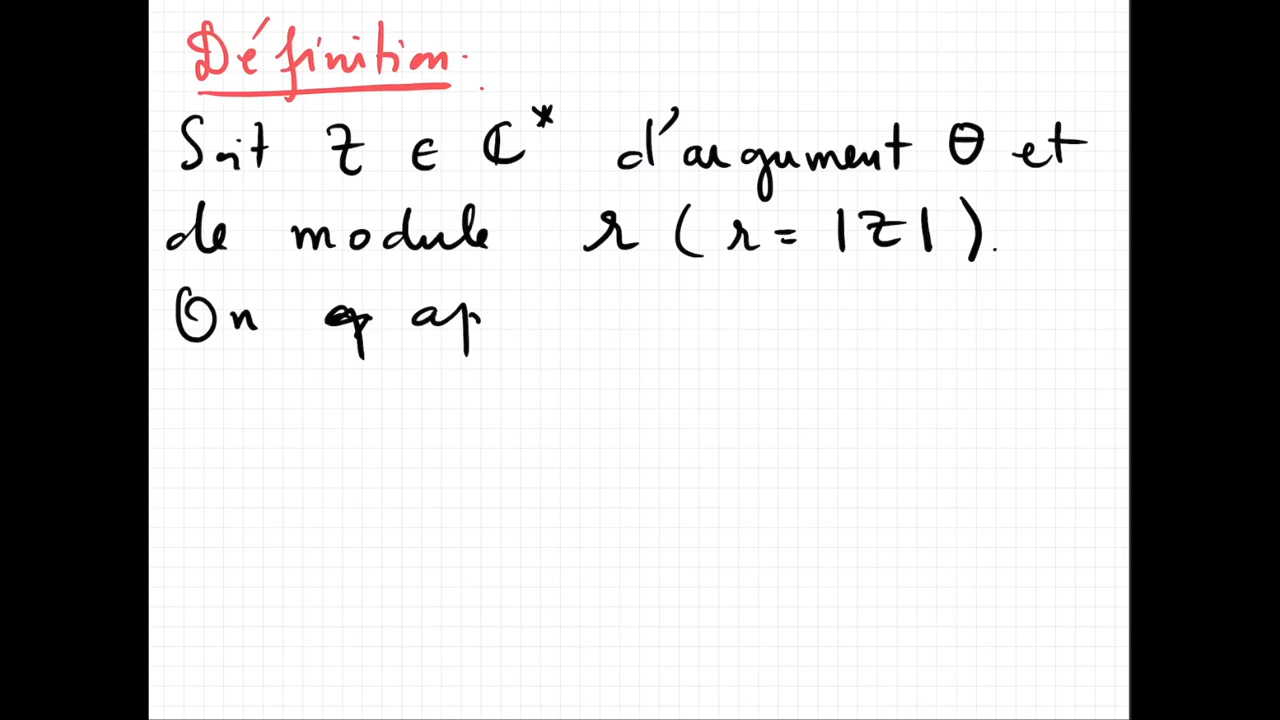 Définition.
Soit z ∈ ℂ* d'argument θ et
de module r ( r = |z| ).
On ap